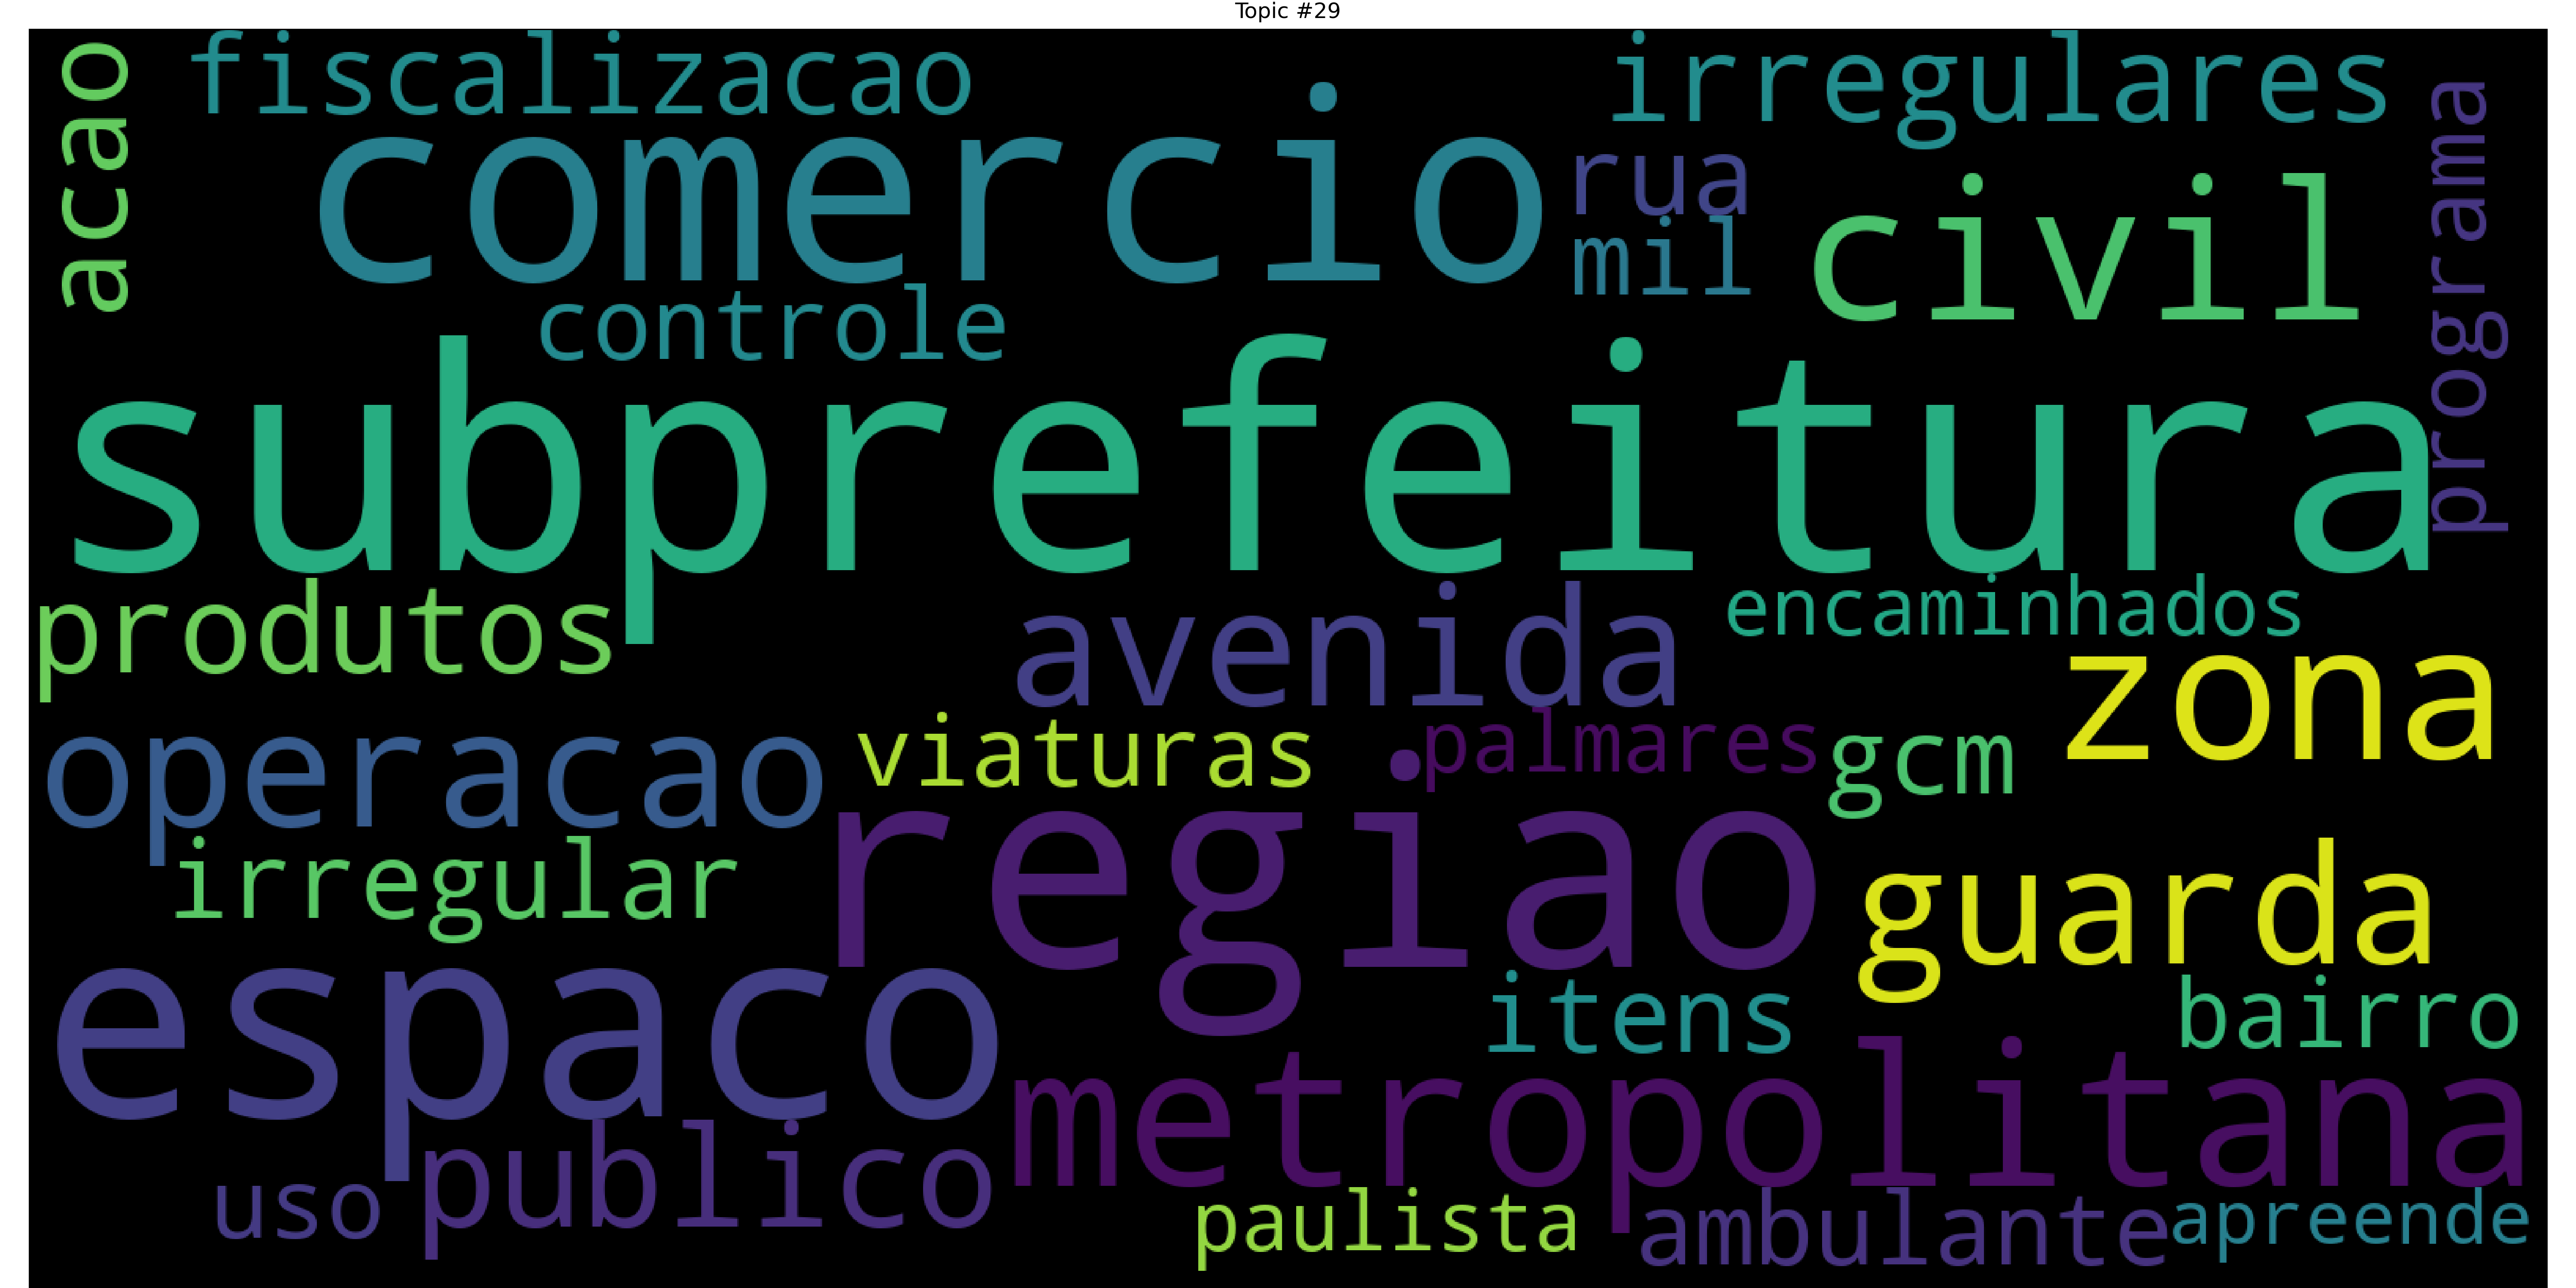 Topic #29
acao
fiscalizacao
irregulares
programa
comercio
rua
mil
civil
controle
subprefeitura
produtos
avenida
encaminhados
zona
operacao
viaturas
palmares
gcm
regiao
irregular
guarda
espaco
itens
bairro
metropolitana
uso
publico
paulista
ambulante
apreende